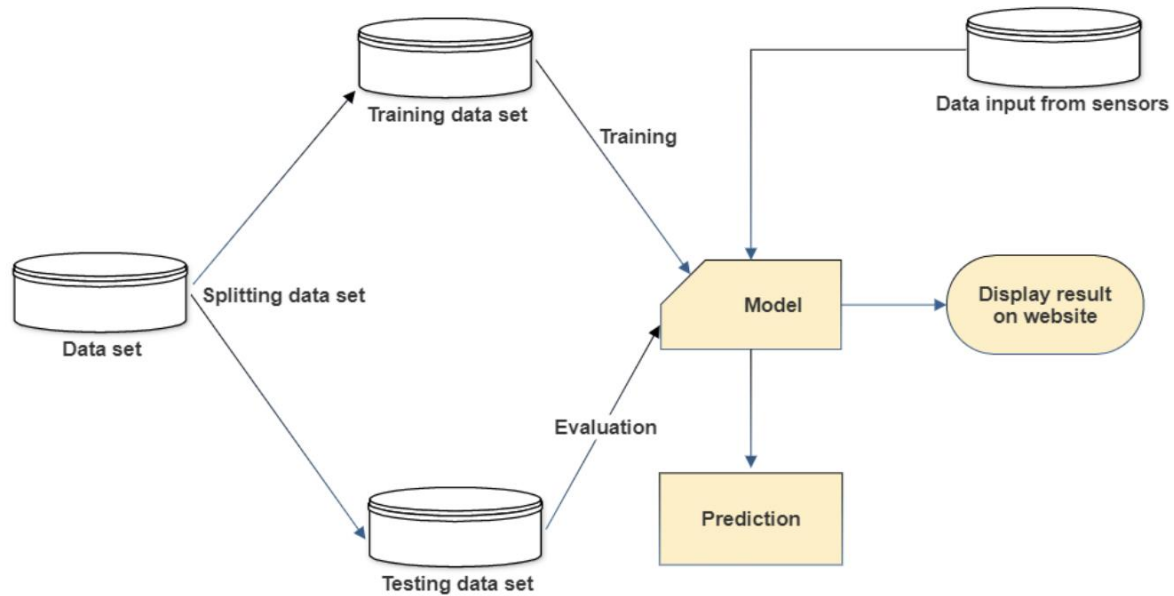 Training data set
Data input from sensors
Training
Splitting data set
Data set
Model
Display result
on website
Evaluation
Prediction
Testing data set